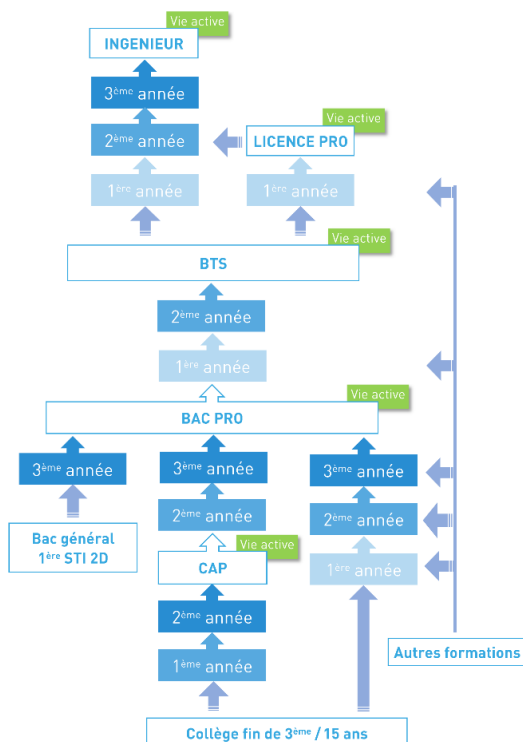 Vie active
INGENIEUR
3ème année
2ème année
Vie active
LICENCE PRO
1ère année
1ère année
Vie active
BTS
2ème année
1ère année
Vie active
BAC PRO
3ème année
3ème année
3ème année
2ème année
2ème année
Bac général
1ère STI 2D
Vie active
CAP
1ère année
2ème année
1ème année
Autres formations
Collège fin de 3ème / 15 ans